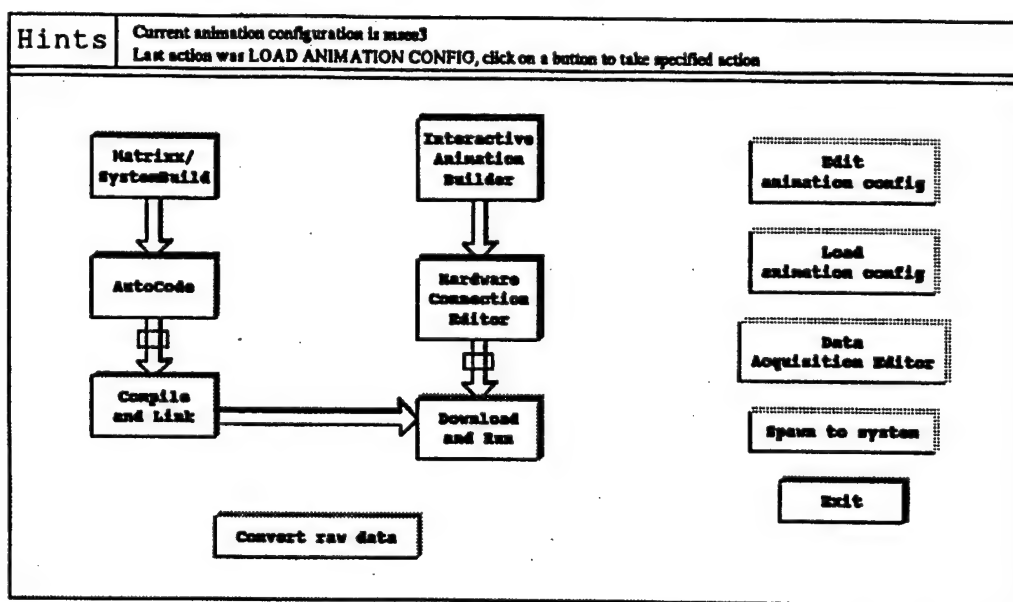 Hints
Current animation configuration is msee3
Last action was LOAD ANIMATION CONFIG, click on a button to take specified action
Matrixx/
SystemBuild
Interactive
Animation
Builder
Edit
animation config
AutoCode
Hardware
Connection
Editor
Load
animation config
Data
Acquisition Editor
Compile
and Link
Download
and Run
Spawn to system
Exit
Convert raw data